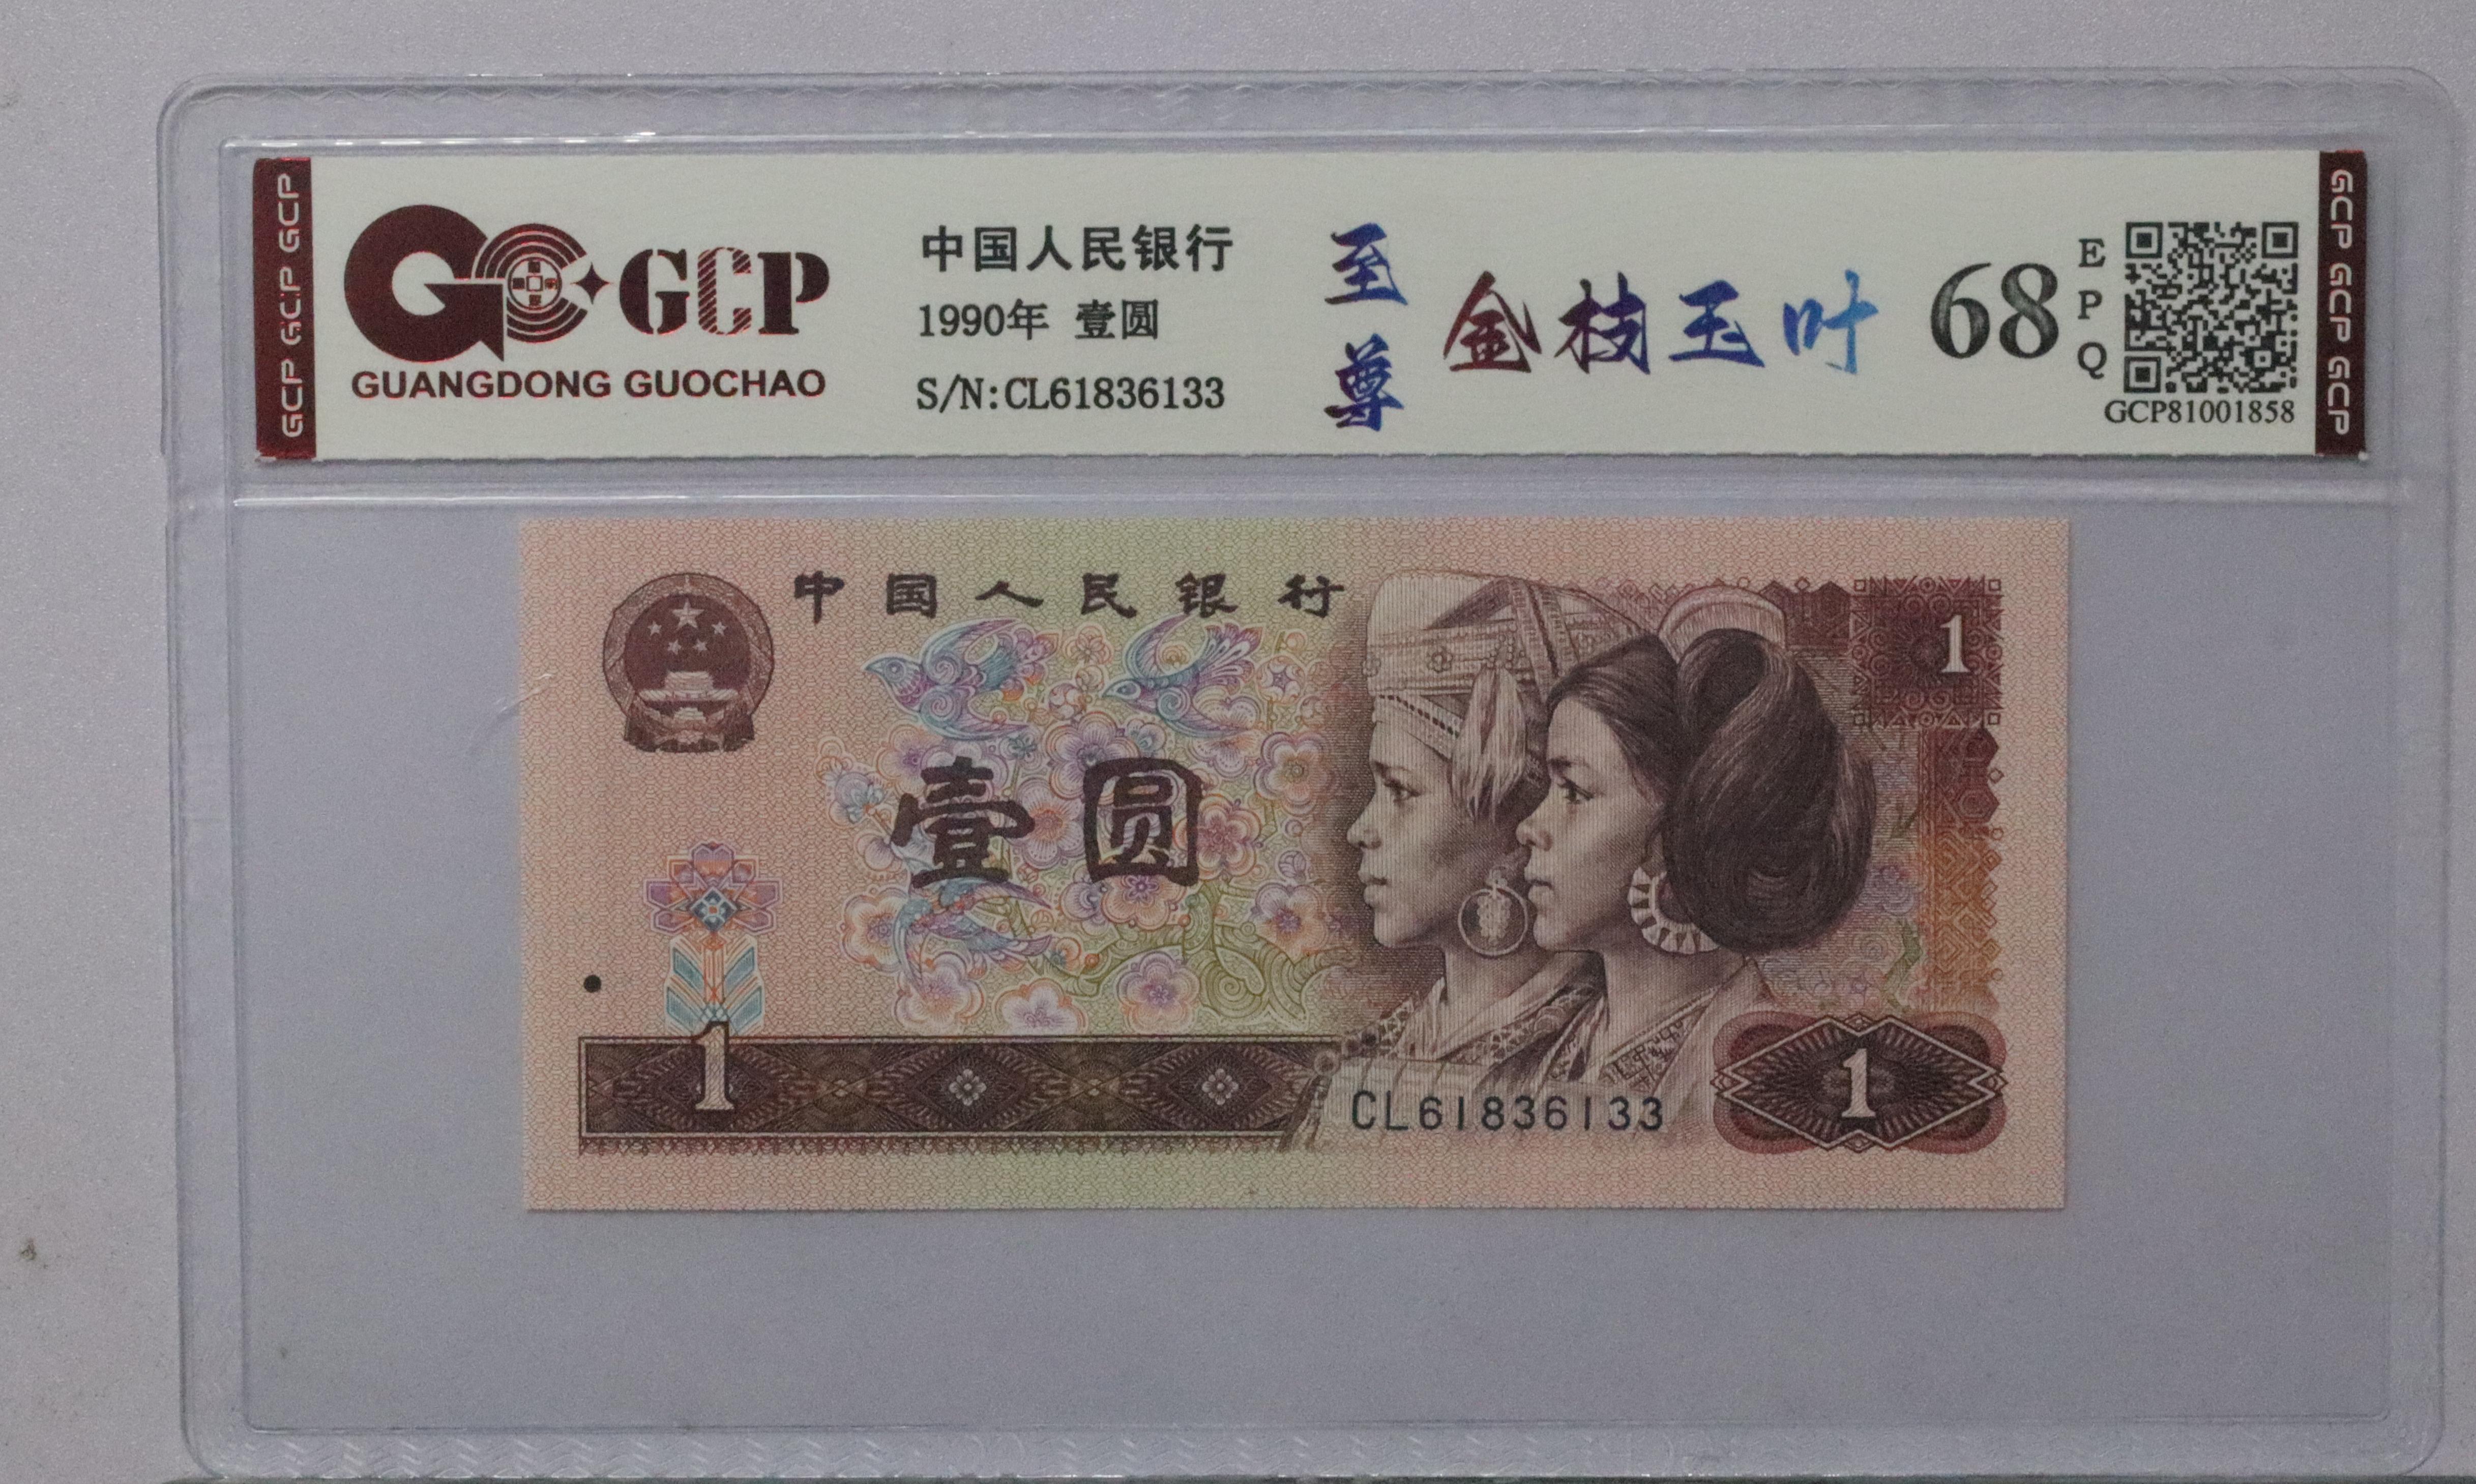 GCP GCP GCP
GCP
GUANGDONG GUOCHAO
中国人民银行
1990年 壹圆
S/N:CL61836133
至尊
金枝玉叶
68
EPQ
GCP81001858
GCP GCP GCP
中国人民银行
1
壹圆
1
CL61836133
1